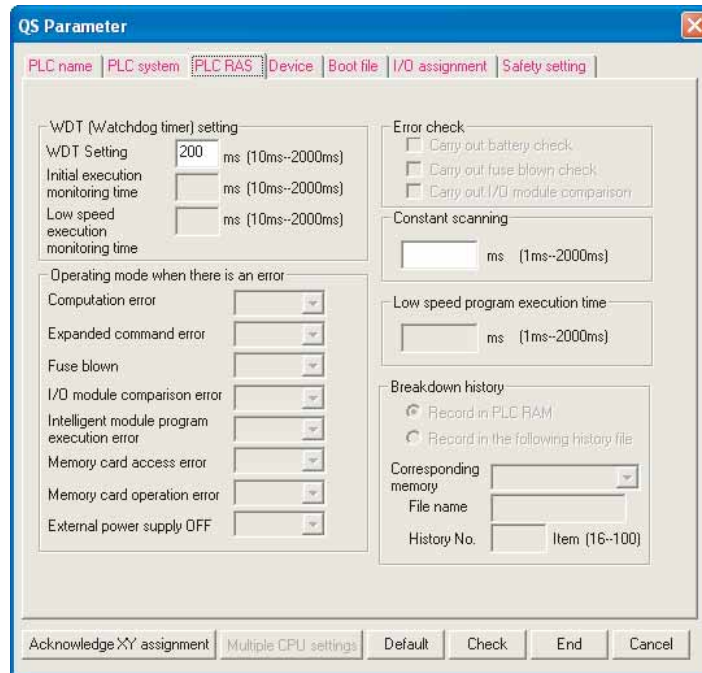 QS Parameter
PLC name PLC system PLC RAS Device Boot file I/O assignment Safety setting
WDT (Watchdog timer) setting
WDT Setting 200 ms (10ms--2000ms)
Initial execution
monitoring time ms (10ms--2000ms)
Low speed
execution
monitoring time ms (10ms--2000ms)
Operating mode when there is an error
Computation error
Expanded command error
Fuse blown
I/O module comparison error
Intelligent module program
execution error
Memory card access error
Memory card operation error
External power supply OFF
Error check
Carry out battery check
Carry out fuse blown check
Carry out I/O module comparison
Constant scanning
ms (1ms--2000ms)
Low speed program execution time
ms (1ms--2000ms)
Breakdown history
Record in PLC RAM
Record in the following history file
Corresponding
memory
File name
History No. Item (16--100)
Acknowledge XY assignment Multiple CPU settings Default Check End Cancel